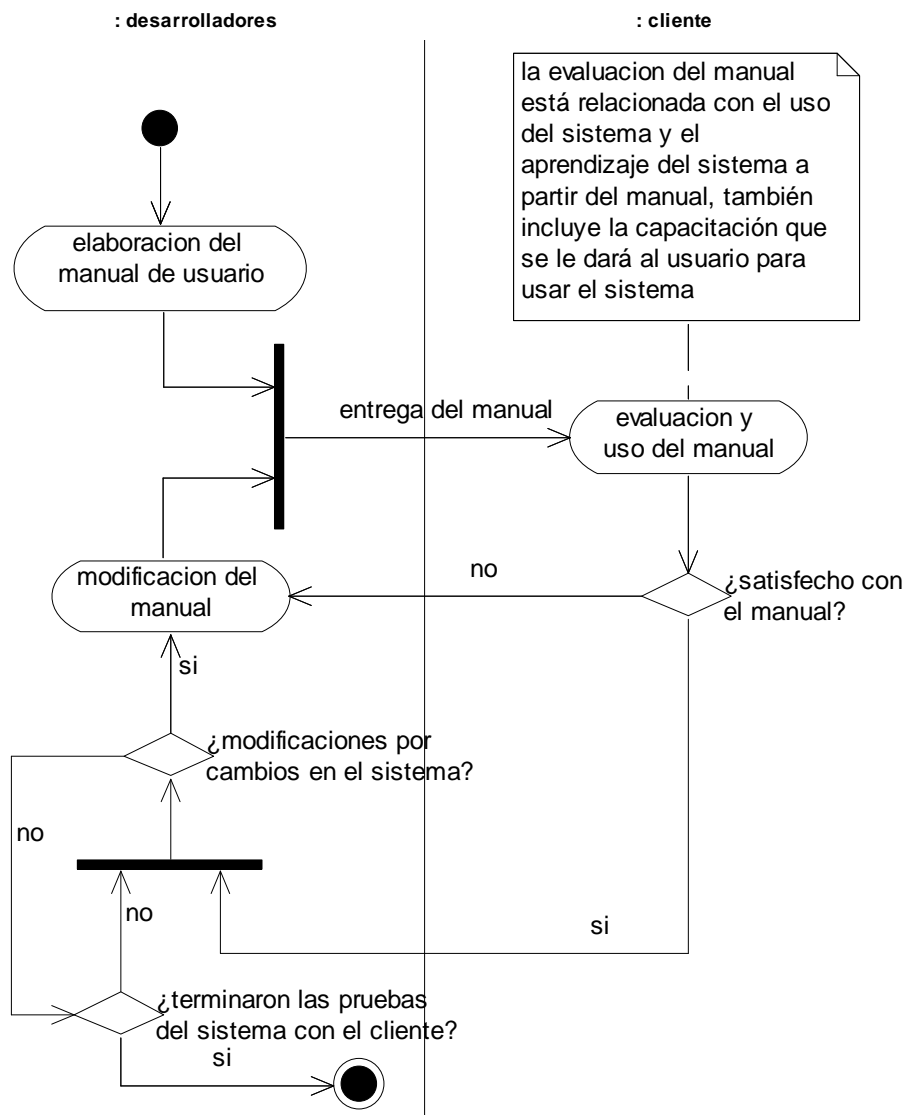 : desarrolladores
: cliente
la evaluacion del manual
está relacionada con el uso
del sistema y el
aprendizaje del sistema a
partir del manual, también
incluye la capacitación que
se le dará al usuario para
usar el sistema
elaboracion del
manual de usuario
entrega del manual
evaluacion y
uso del manual
modificacion del
manual
no
¿satisfecho con
el manual?
si
¿modificaciones por
cambios en el sistema?
no
no
si
¿terminaron las pruebas
del sistema con el cliente?
si